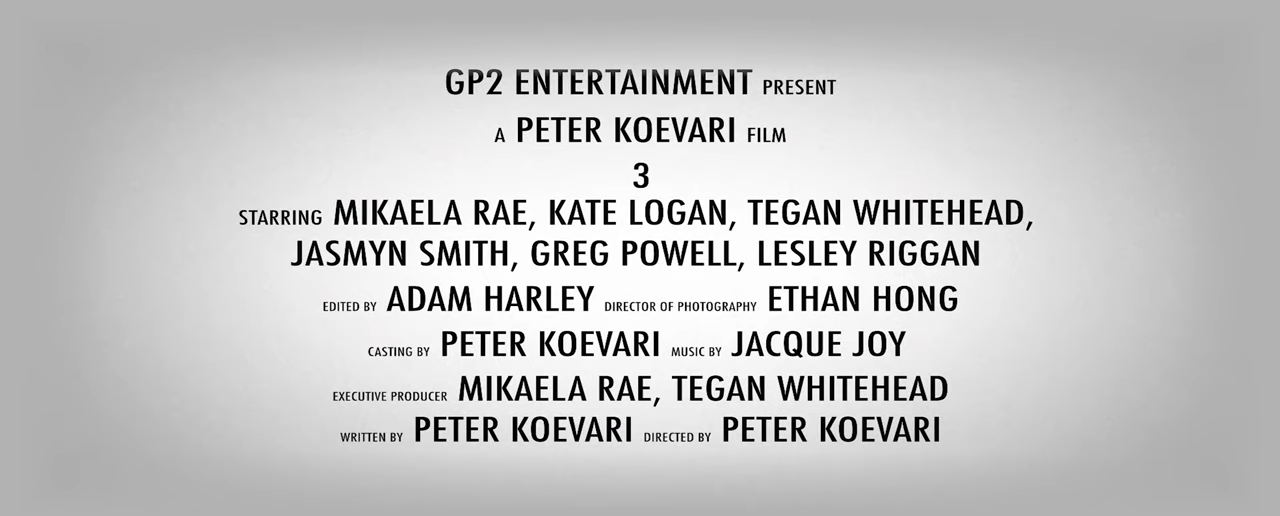 GP2 ENTERTAINMENT PRESENT
A PETER KOEVARI FILM
3
STARRING MIKAELA RAE, KATE LOGAN, TEGAN WHITEHEAD,
JASMYN SMITH, GREG POWELL, LESLEY RIGGAN
EDITED BY ADAM HARLEY DIRECTOR OF PHOTOGRAPHY ETHAN HONG
CASTING BY PETER KOEVARI MUSIC BY JACQUE JOY
EXECUTIVE PRODUCER MIKAELA RAE, TEGAN WHITEHEAD
WRITTEN BY PETER KOEVARI DIRECTED BY PETER KOEVARI